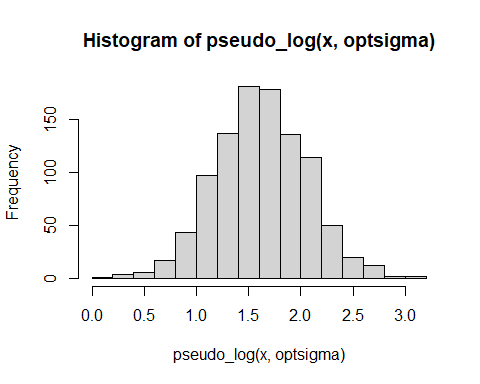 Histogram of pseudo_log(x, optsigma)
Frequency
150
100
50
0
0.0 0.5 1.0 1.5 2.0 2.5 3.0
pseudo_log(x, optsigma)